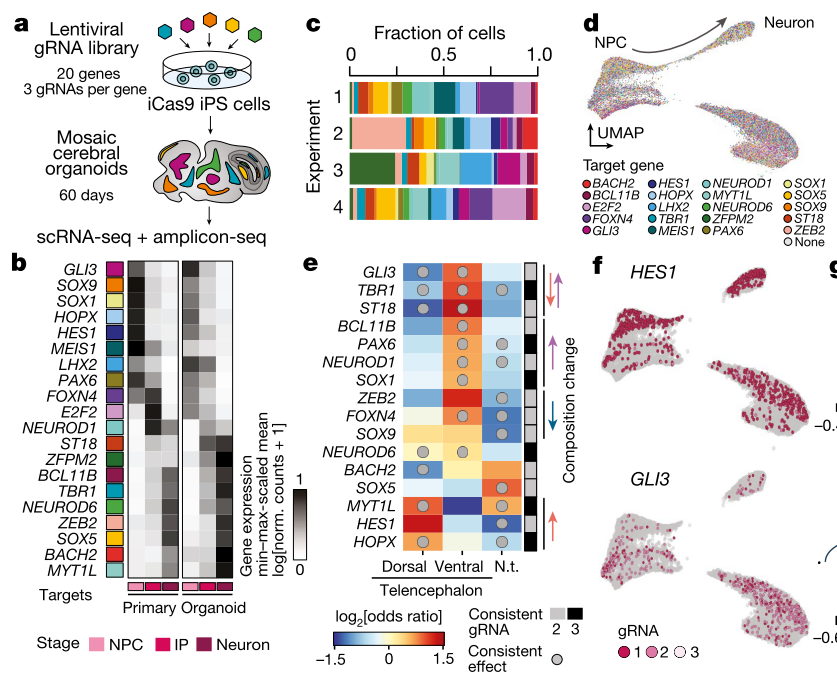 a
Lentiviral
gRNA library
20 genes
3 gRNAs per gene
iCas9 iPS cells
Mosaic
cerebral
organoids
60 days
scRNA-seq + amplicon-seq
b
GLI3
SOX9
SOX1
HOPX
HES1
MEIS1
LHX2
PAX6
FOXN4
E2F2
NEUROD1
ST18
ZFPM2
BCL11B
TBR1
NEUROD6
ZEB2
SOX5
BACH2
MYT1L
Targets
Primary Organoid
Stage NPC IP Neuron
Gene expression
min–max-scaled mean
log[norm. counts + 1]
1
0
c
Fraction of cells
0 0.5 1.0
Experiment
1
2
3
4
d
NPC
Neuron
UMAP
Target gene
BACH2 HES1 NEUROD1 SOX1
BCL11B HOPX MYT1L SOX5
E2F2 LHX2 NEUROD6 SOX9
FOXN4 TBR1 ZFPM2 ST18
GLI3 MEIS1 PAX6 ZEB2
None
e
GLI3
TBR1
ST18
BCL11B
PAX6
NEUROD1
SOX1
ZEB2
FOXN4
SOX9
NEUROD6
BACH2
SOX5
MYT1L
HES1
HOPX
Dorsal Ventral N.t.
Telencephalon
Composition change
log2[odds ratio]
–1.5 0 1.5
Consistent
gRNA
2 3
Consistent
effect
f
HES1
GLI3
gRNA
1 2 3
g
–0.4
–0.6